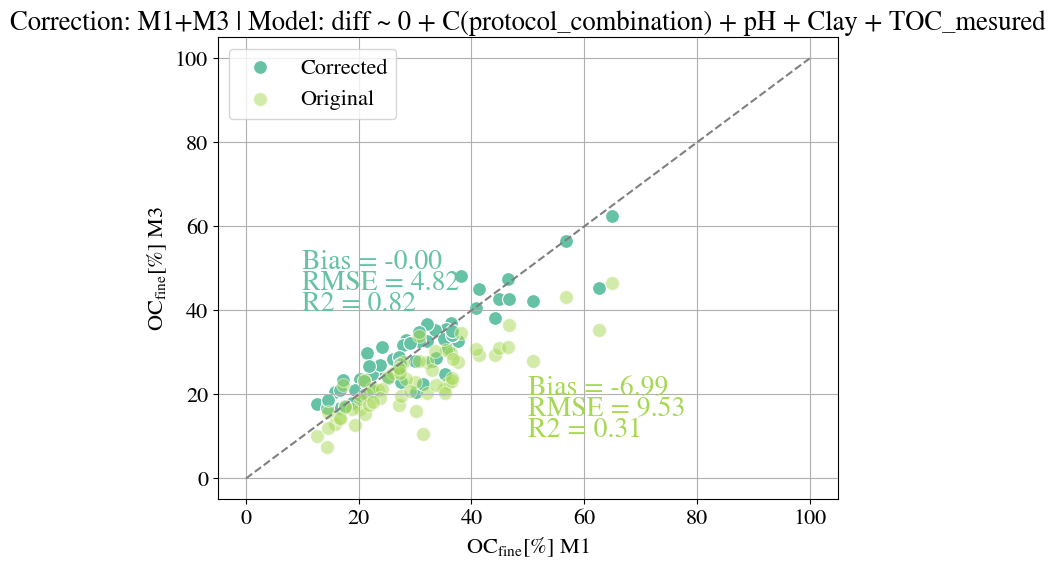 Correction: M1+M3 | Model: diff ~ 0 + C(protocol_combination) + pH + Clay + TOC_mesured
100
80
60
40
20
0
OCfine[%] M3
Corrected
Original
Bias = -0.00
RMSE = 4.82
R2 = 0.82
Bias = -6.99
RMSE = 9.53
R2 = 0.31
0 20 40 60 80 100
OCfine[%] M1